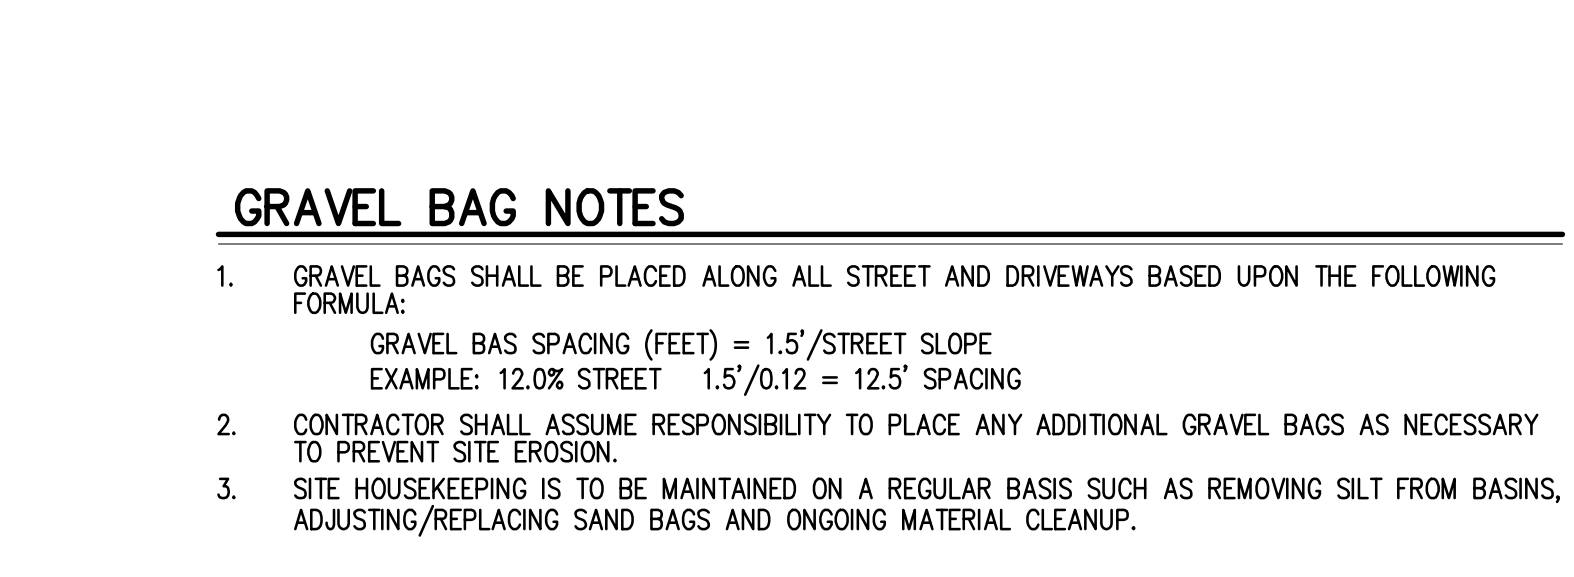 GRAVEL BAG NOTES
1. GRAVEL BAGS SHALL BE PLACED ALONG ALL STREET AND DRIVEWAYS BASED UPON THE FOLLOWING
FORMULA:
GRAVEL BAS SPACING (FEET) = 1.5'/STREET SLOPE
EXAMPLE: 12.0% STREET 1.5'/0.12 = 12.5' SPACING
2. CONTRACTOR SHALL ASSUME RESPONSIBILITY TO PLACE ANY ADDITIONAL GRAVEL BAGS AS NECESSARY
TO PREVENT SITE EROSION.
3. SITE HOUSEKEEPING IS TO BE MAINTAINED ON A REGULAR BASIS SUCH AS REMOVING SILT FROM BASINS,
ADJUSTING/REPLACING SAND BAGS AND ONGOING MATERIAL CLEANUP.